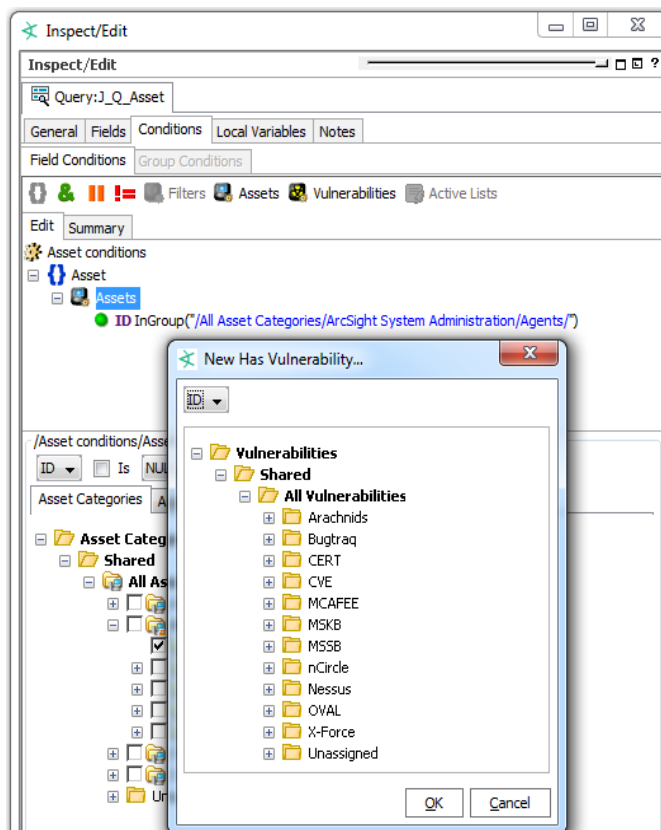 Inspect/Edit
Inspect/Edit
?
Query:J_Q_Asset
General Fields Conditions Local Variables Notes
Field Conditions Group Conditions
{} & || != Filters Assets Vulnerabilities Active Lists
Edit Summary
Asset conditions
{} Asset
Assets
ID InGroup("/All Asset Categories/ArcSight System Administration/Agents/")
New Has Vulnerability...
ID
Vulnerabilities
Shared
All Vulnerabilities
Arachnids
Bugtraq
CERT
CVE
MCAFEE
MSKB
MSSB
nCircle
Nessus
OVAL
X-Force
Unassigned
OK Cancel
/Asset conditions/Asse
ID Is NUL
Asset Categories A
Asset Categ
Shared
All As
Un